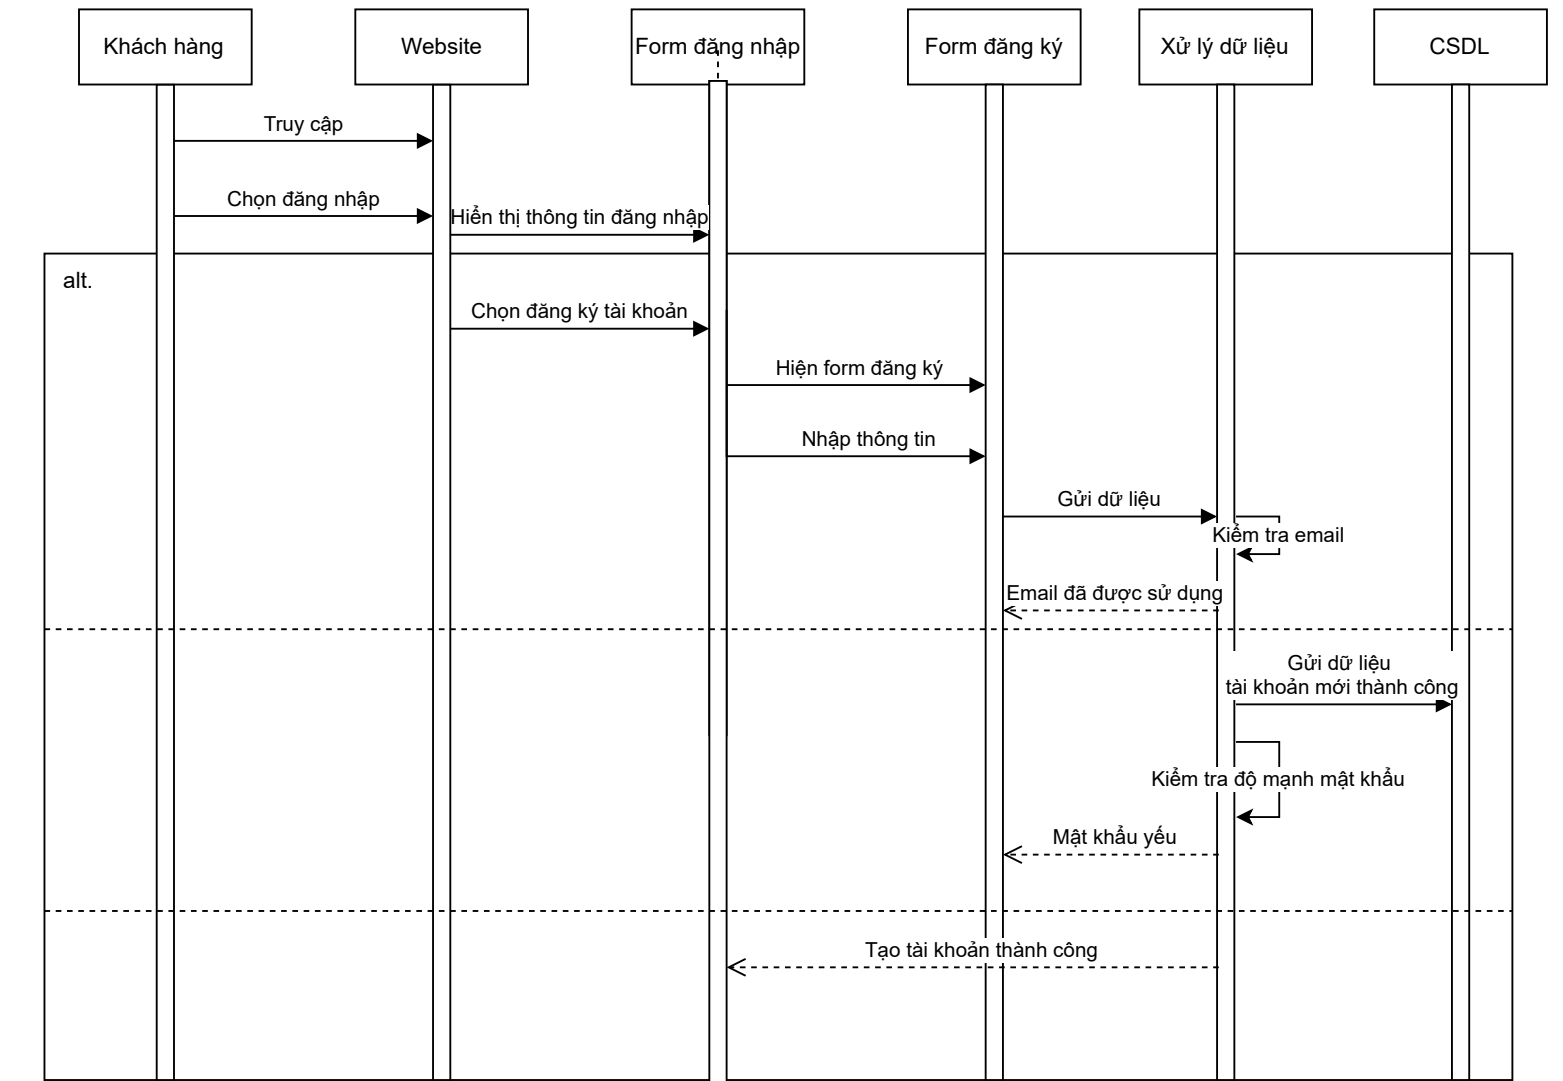 Khách hàng
Website
Form đăng nhập
Form đăng ký
Xử lý dữ liệu
CSDL
Truy cập
Chọn đăng nhập
Hiển thị thông tin đăng nhập
alt.
Chọn đăng ký tài khoản
Hiện form đăng ký
Nhập thông tin
Gửi dữ liệu
Kiểm tra email
Email đã được sử dụng
Gửi dữ liệu
tài khoản mới thành công
Kiểm tra độ mạnh mật khẩu
Mật khẩu yếu
Tạo tài khoản thành công